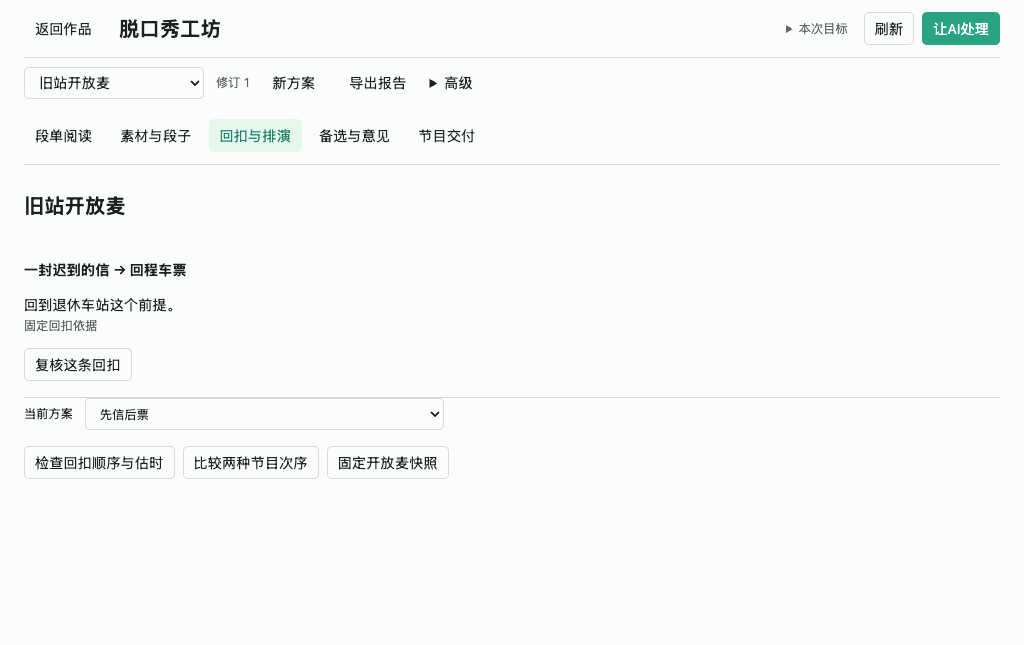 返回作品 脱口秀工坊 ▶ 本次目标 刷新 让AI处理
旧站开放麦 修订 1 新方案 导出报告 ▶ 高级
段单阅读 素材与段子 回扣与排演 备选与意见 节目交付
旧站开放麦
一封迟到的信 → 回程车票
回到退休车站这个前提。
固定回扣依据
复核这条回扣
当前方案 先信后票
检查回扣顺序与估时 比较两种节目次序 固定开放麦快照